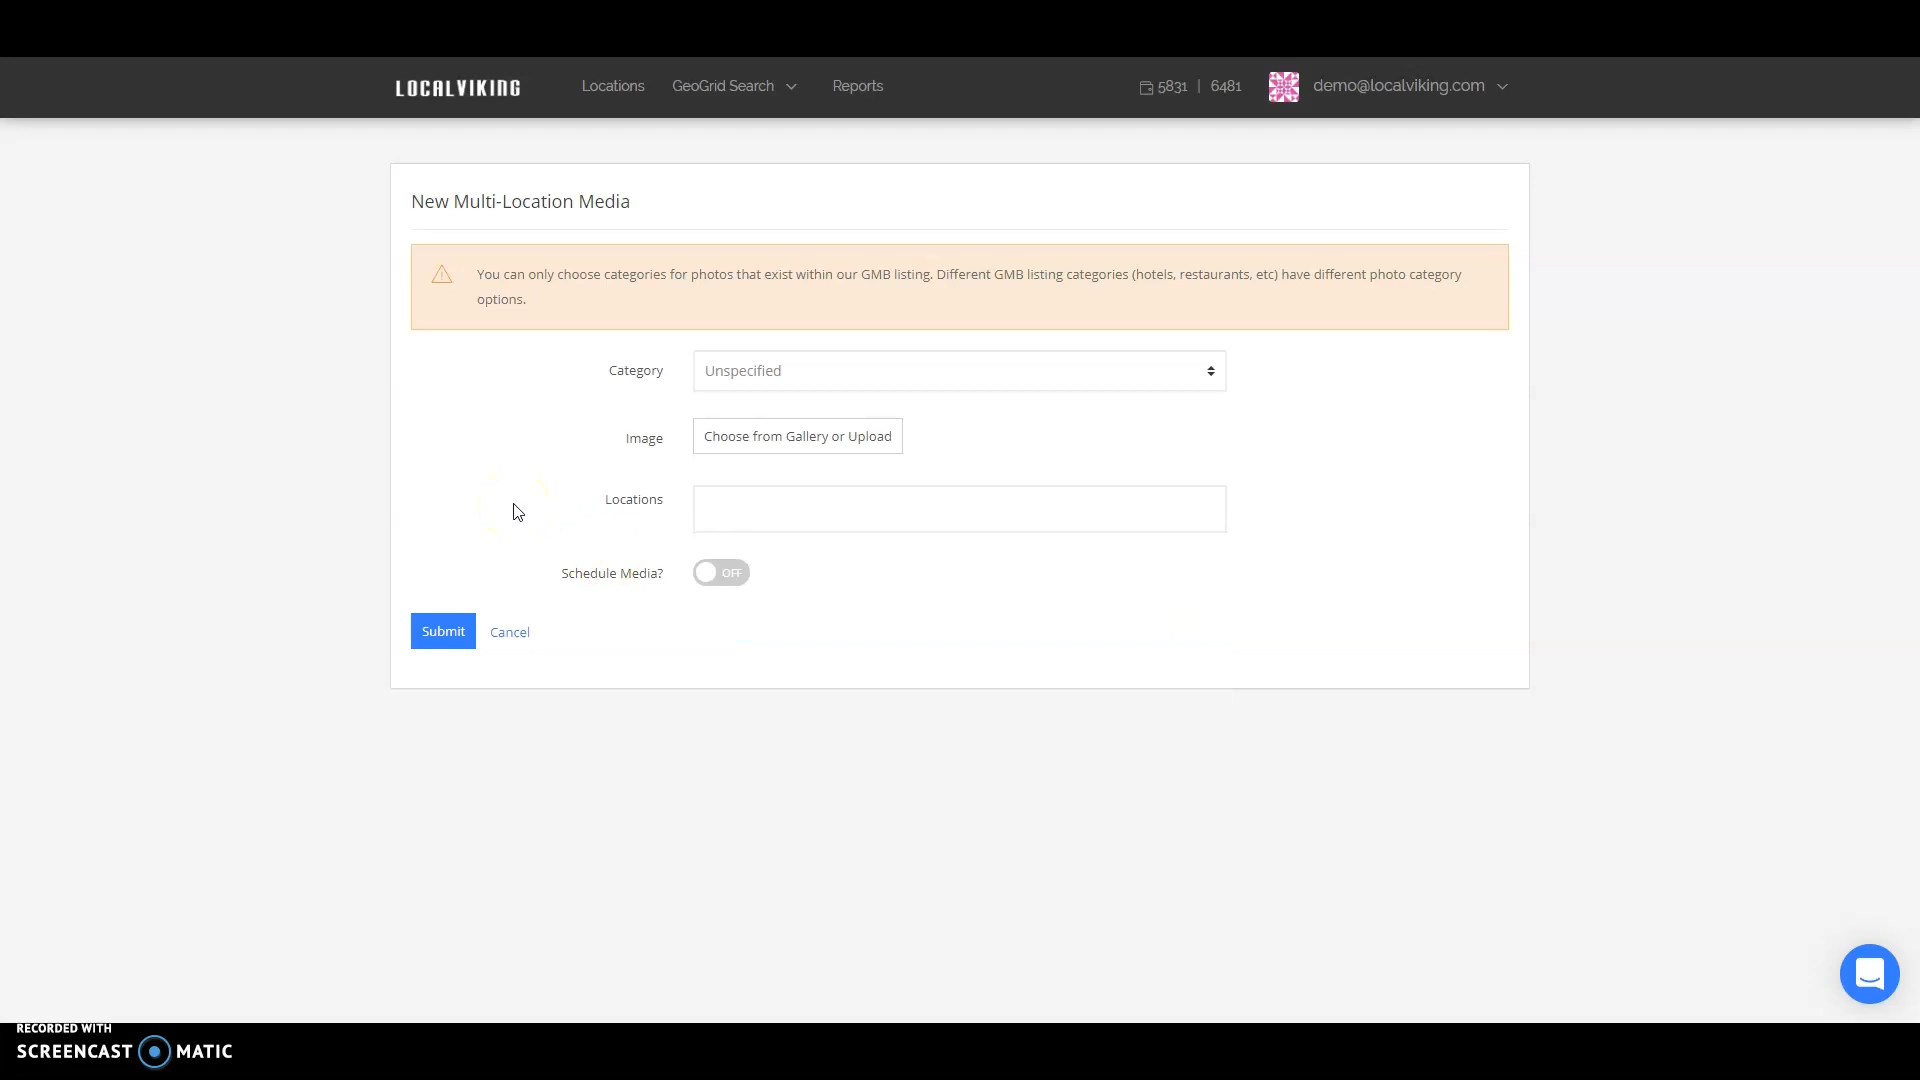 LOCALVIKING
Locations
GeoGrid Search
Reports
5831 | 6481
demo@localviking.com
New Multi-Location Media
You can only choose categories for photos that exist within our GMB listing. Different GMB listing categories (hotels, restaurants, etc) have different photo category
options.
Category
Unspecified
Image
Choose from Gallery or Upload
Locations
Schedule Media?
OFF
Submit
Cancel
RECORDED WITH
SCREENCAST MATIC